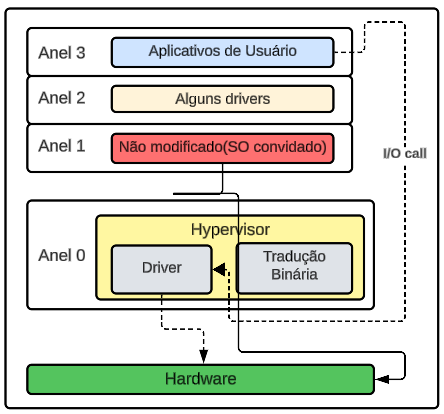 Anel 3
Aplicativos de Usuário
Anel 2
Alguns drivers
Anel 1
Não modificado(SO convidado)
I/O call
Anel 0
Hypervisor
Driver
Tradução
Binária
Hardware